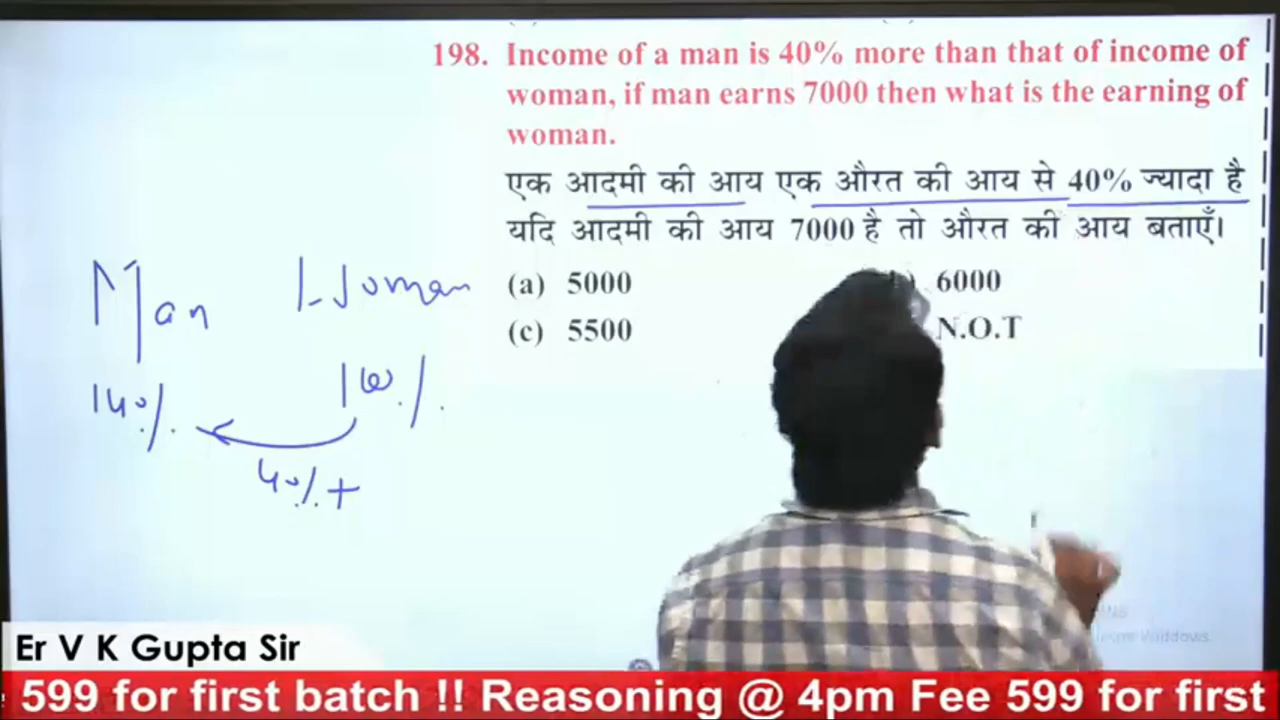 198. Income of a man is 40% more than that of income of
woman, if man earns 7000 then what is the earning of
woman.
एक आदमी की आय एक औरत की आय से 40% ज्यादा है
यदि आदमी की आय 7000 है तो औरत की आय बताएँ।
(a) 5000 6000
(c) 5500 N.O.T
Man Woman
140% 100%
40%+
Er V K Gupta Sir
599 for first batch !! Reasoning @ 4pm Fee 599 for first